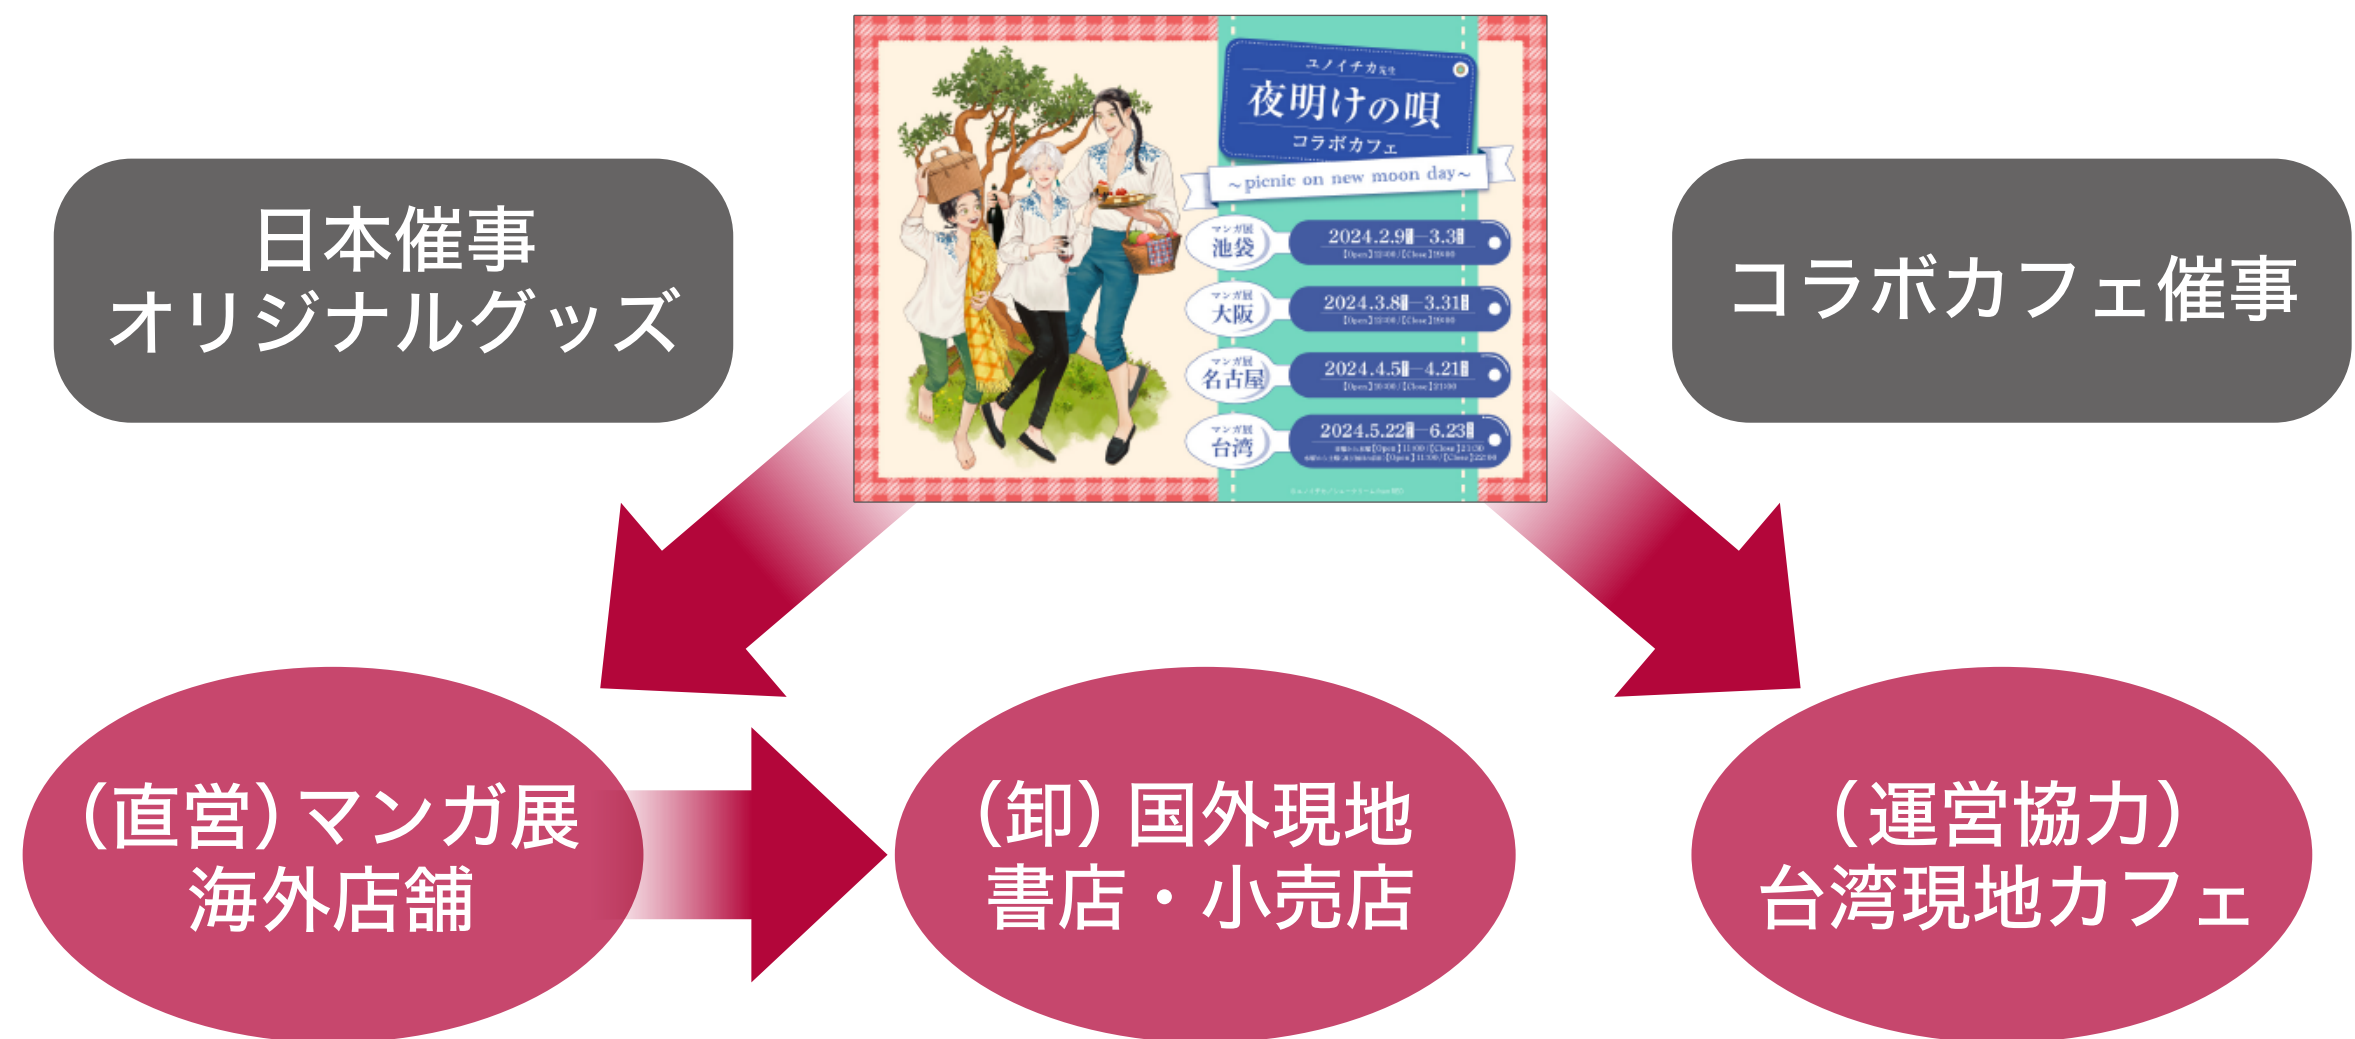 ユノイチカ先生
夜明けの唄
コラボカフェ
～picnic on new moon day～
マンガ展
池袋
2024.2.9 ― 3.3
マンガ展
大阪
2024.3.8 ― 3.31
マンガ展
名古屋
2024.4.5 ― 4.21
マンガ展
台湾
2024.5.22 ― 6.23
日本催事
オリジナルグッズ
コラボカフェ催事
（直営）マンガ展
海外店舗
（卸）国外現地
書店・小売店
（運営協力）
台湾現地カフェ